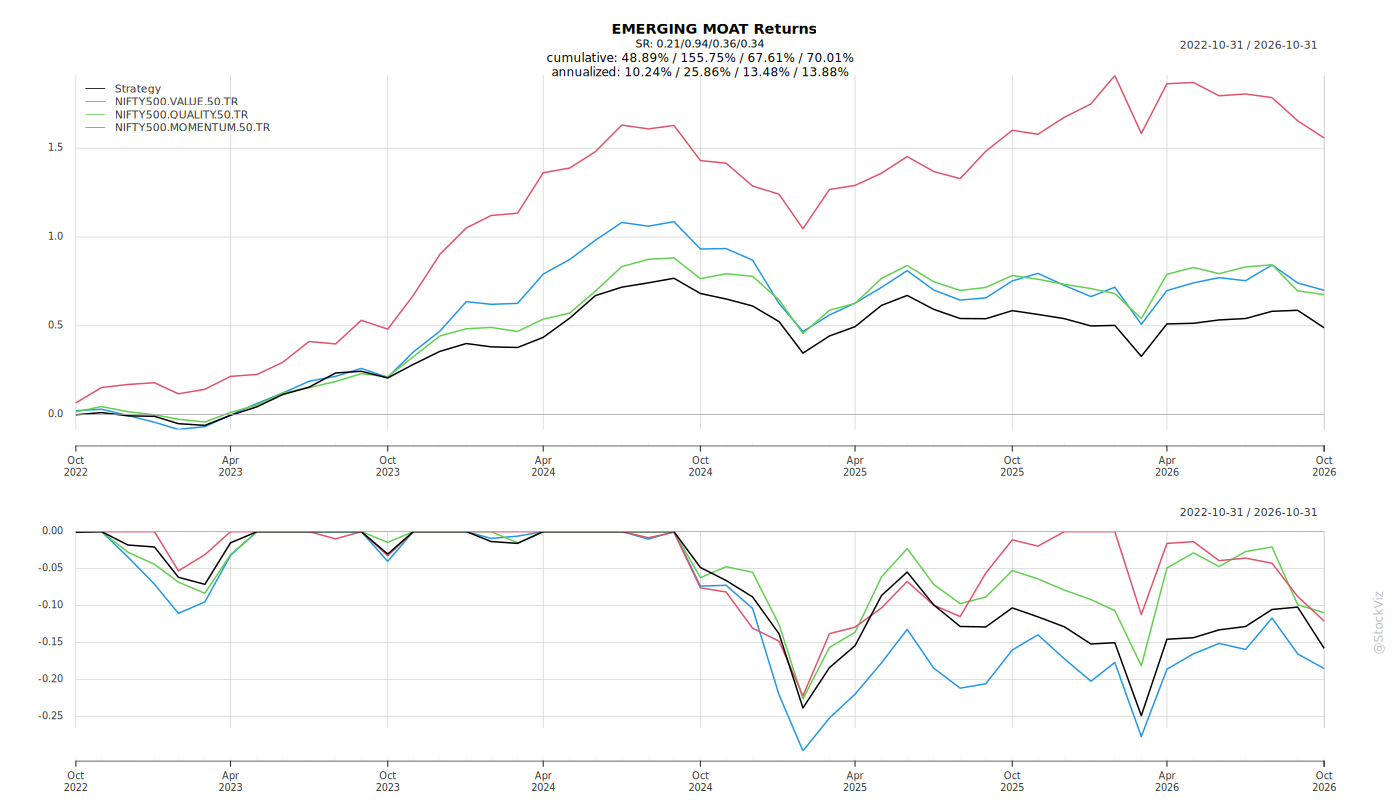 EMERGING MOAT Returns
SR: 0.21/0.94/0.36/0.34
cumulative: 48.89% / 155.75% / 67.61% / 70.01%
annualized: 10.24% / 25.86% / 13.48% / 13.88%
2022-10-31 / 2026-10-31
Strategy
NIFTY500.VALUE.50.TR
NIFTY500.QUALITY.50.TR
NIFTY500.MOMENTUM.50.TR
1.5
1.0
0.5
0.0
Oct Apr Oct Apr Oct Apr Oct Apr Oct
2022 2023 2023 2024 2024 2025 2025 2026 2026
2022-10-31 / 2026-10-31
0.00
-0.05
-0.10
-0.15
-0.20
-0.25
Oct Apr Oct Apr Oct Apr Oct Apr Oct
2022 2023 2023 2024 2024 2025 2025 2026 2026
@StockViz